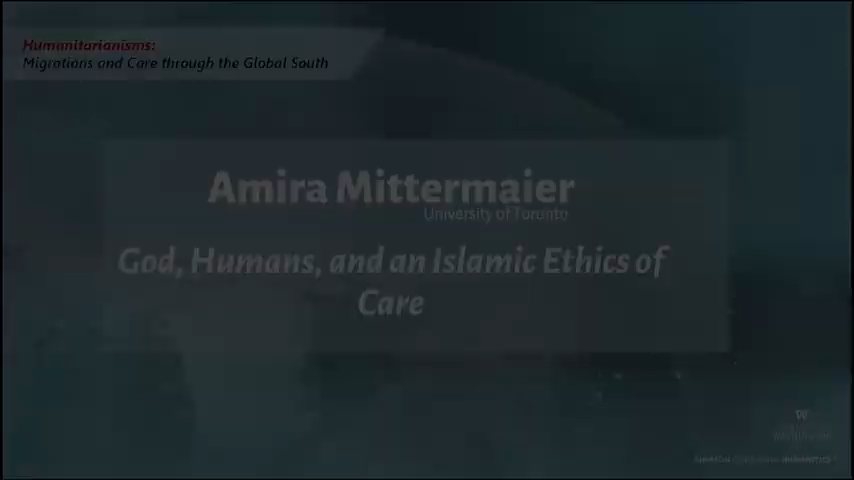 Humanitarianisms:
Migrations and Care through the Global South
Amira Mittermaier
University of Toronto
God, Humans, and an Islamic Ethics of
Care
W